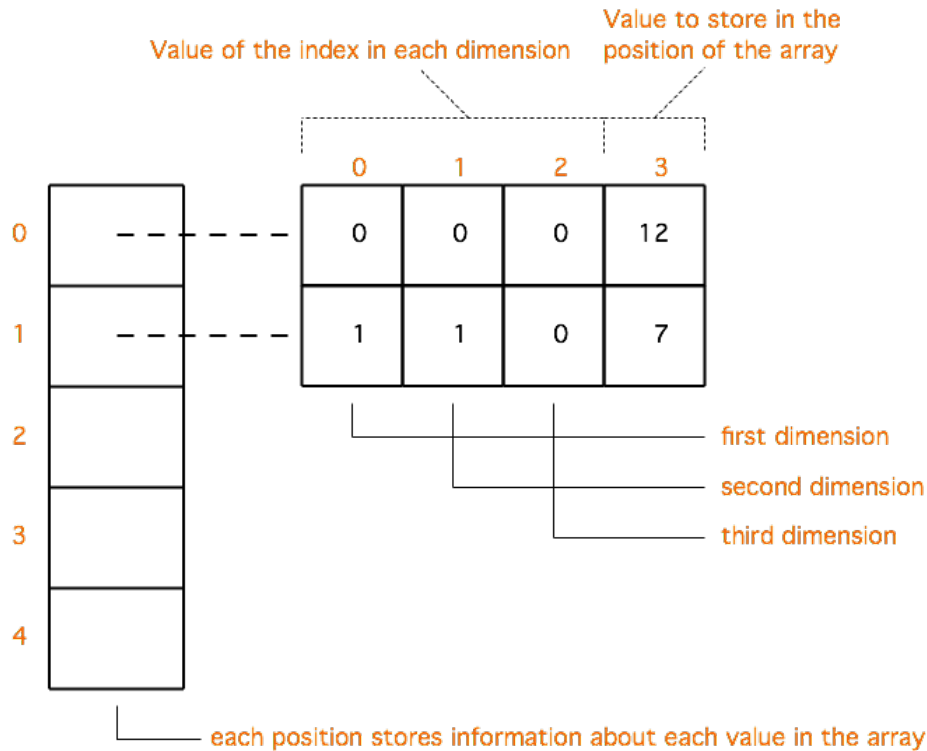 Value to store in the
Value of the index in each dimension position of the array
0 1 2 3
0 0 0 0 12
1 1 1 0 7
2 first dimension
second dimension
3 third dimension
4
each position stores information about each value in the array